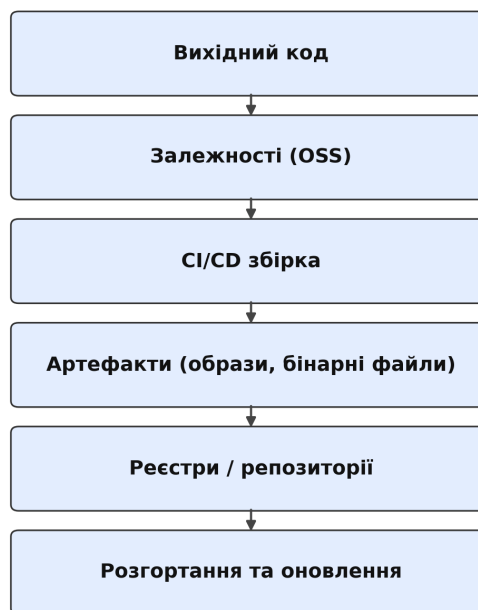 Вихідний код
Залежності (OSS)
CI/CD збірка
Артефакти (образи, бінарні файли)
Реєстри / репозиторії
Розгортання та оновлення